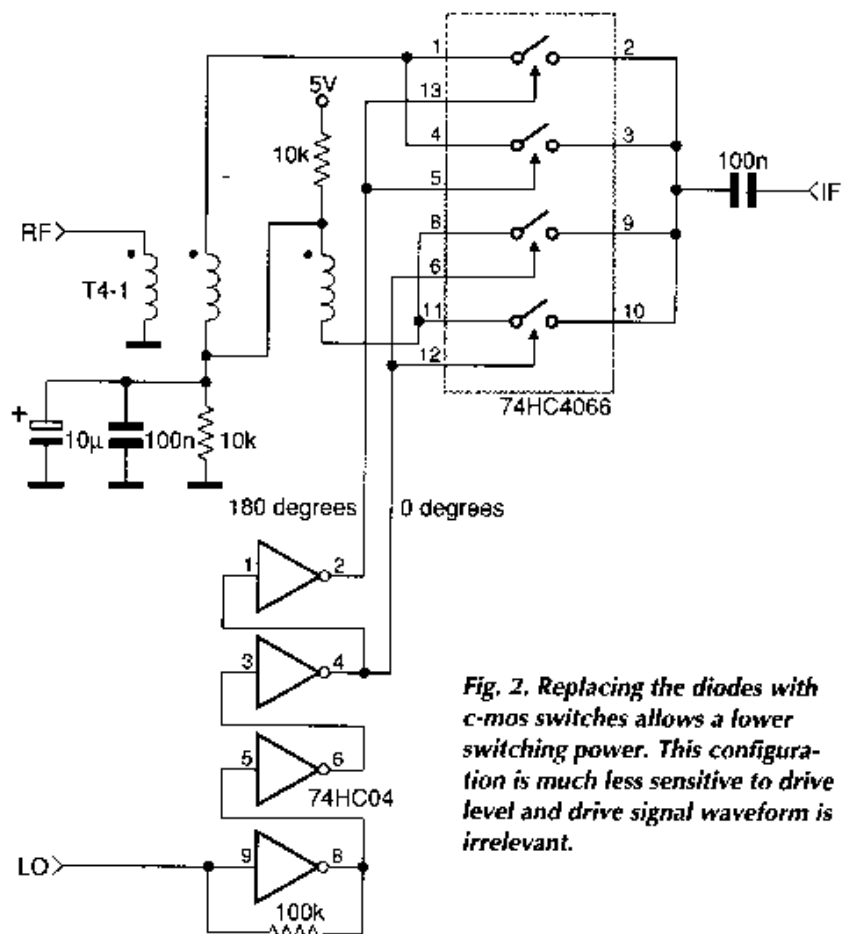 1
2
5V
13
10k
4
3
100n
5
IF
RF
8
9
T4-1
6
11
10
12
74HC4066
+
10µ
100n
10k
180 degrees
0 degrees
1
2
3
4
Fig. 2. Replacing the diodes with
c-mos switches allows a lower
switching power. This configura-
tion is much less sensitive to drive
level and drive signal waveform is
irrelevant.
5
6
74HC04
LO
9
8
100k